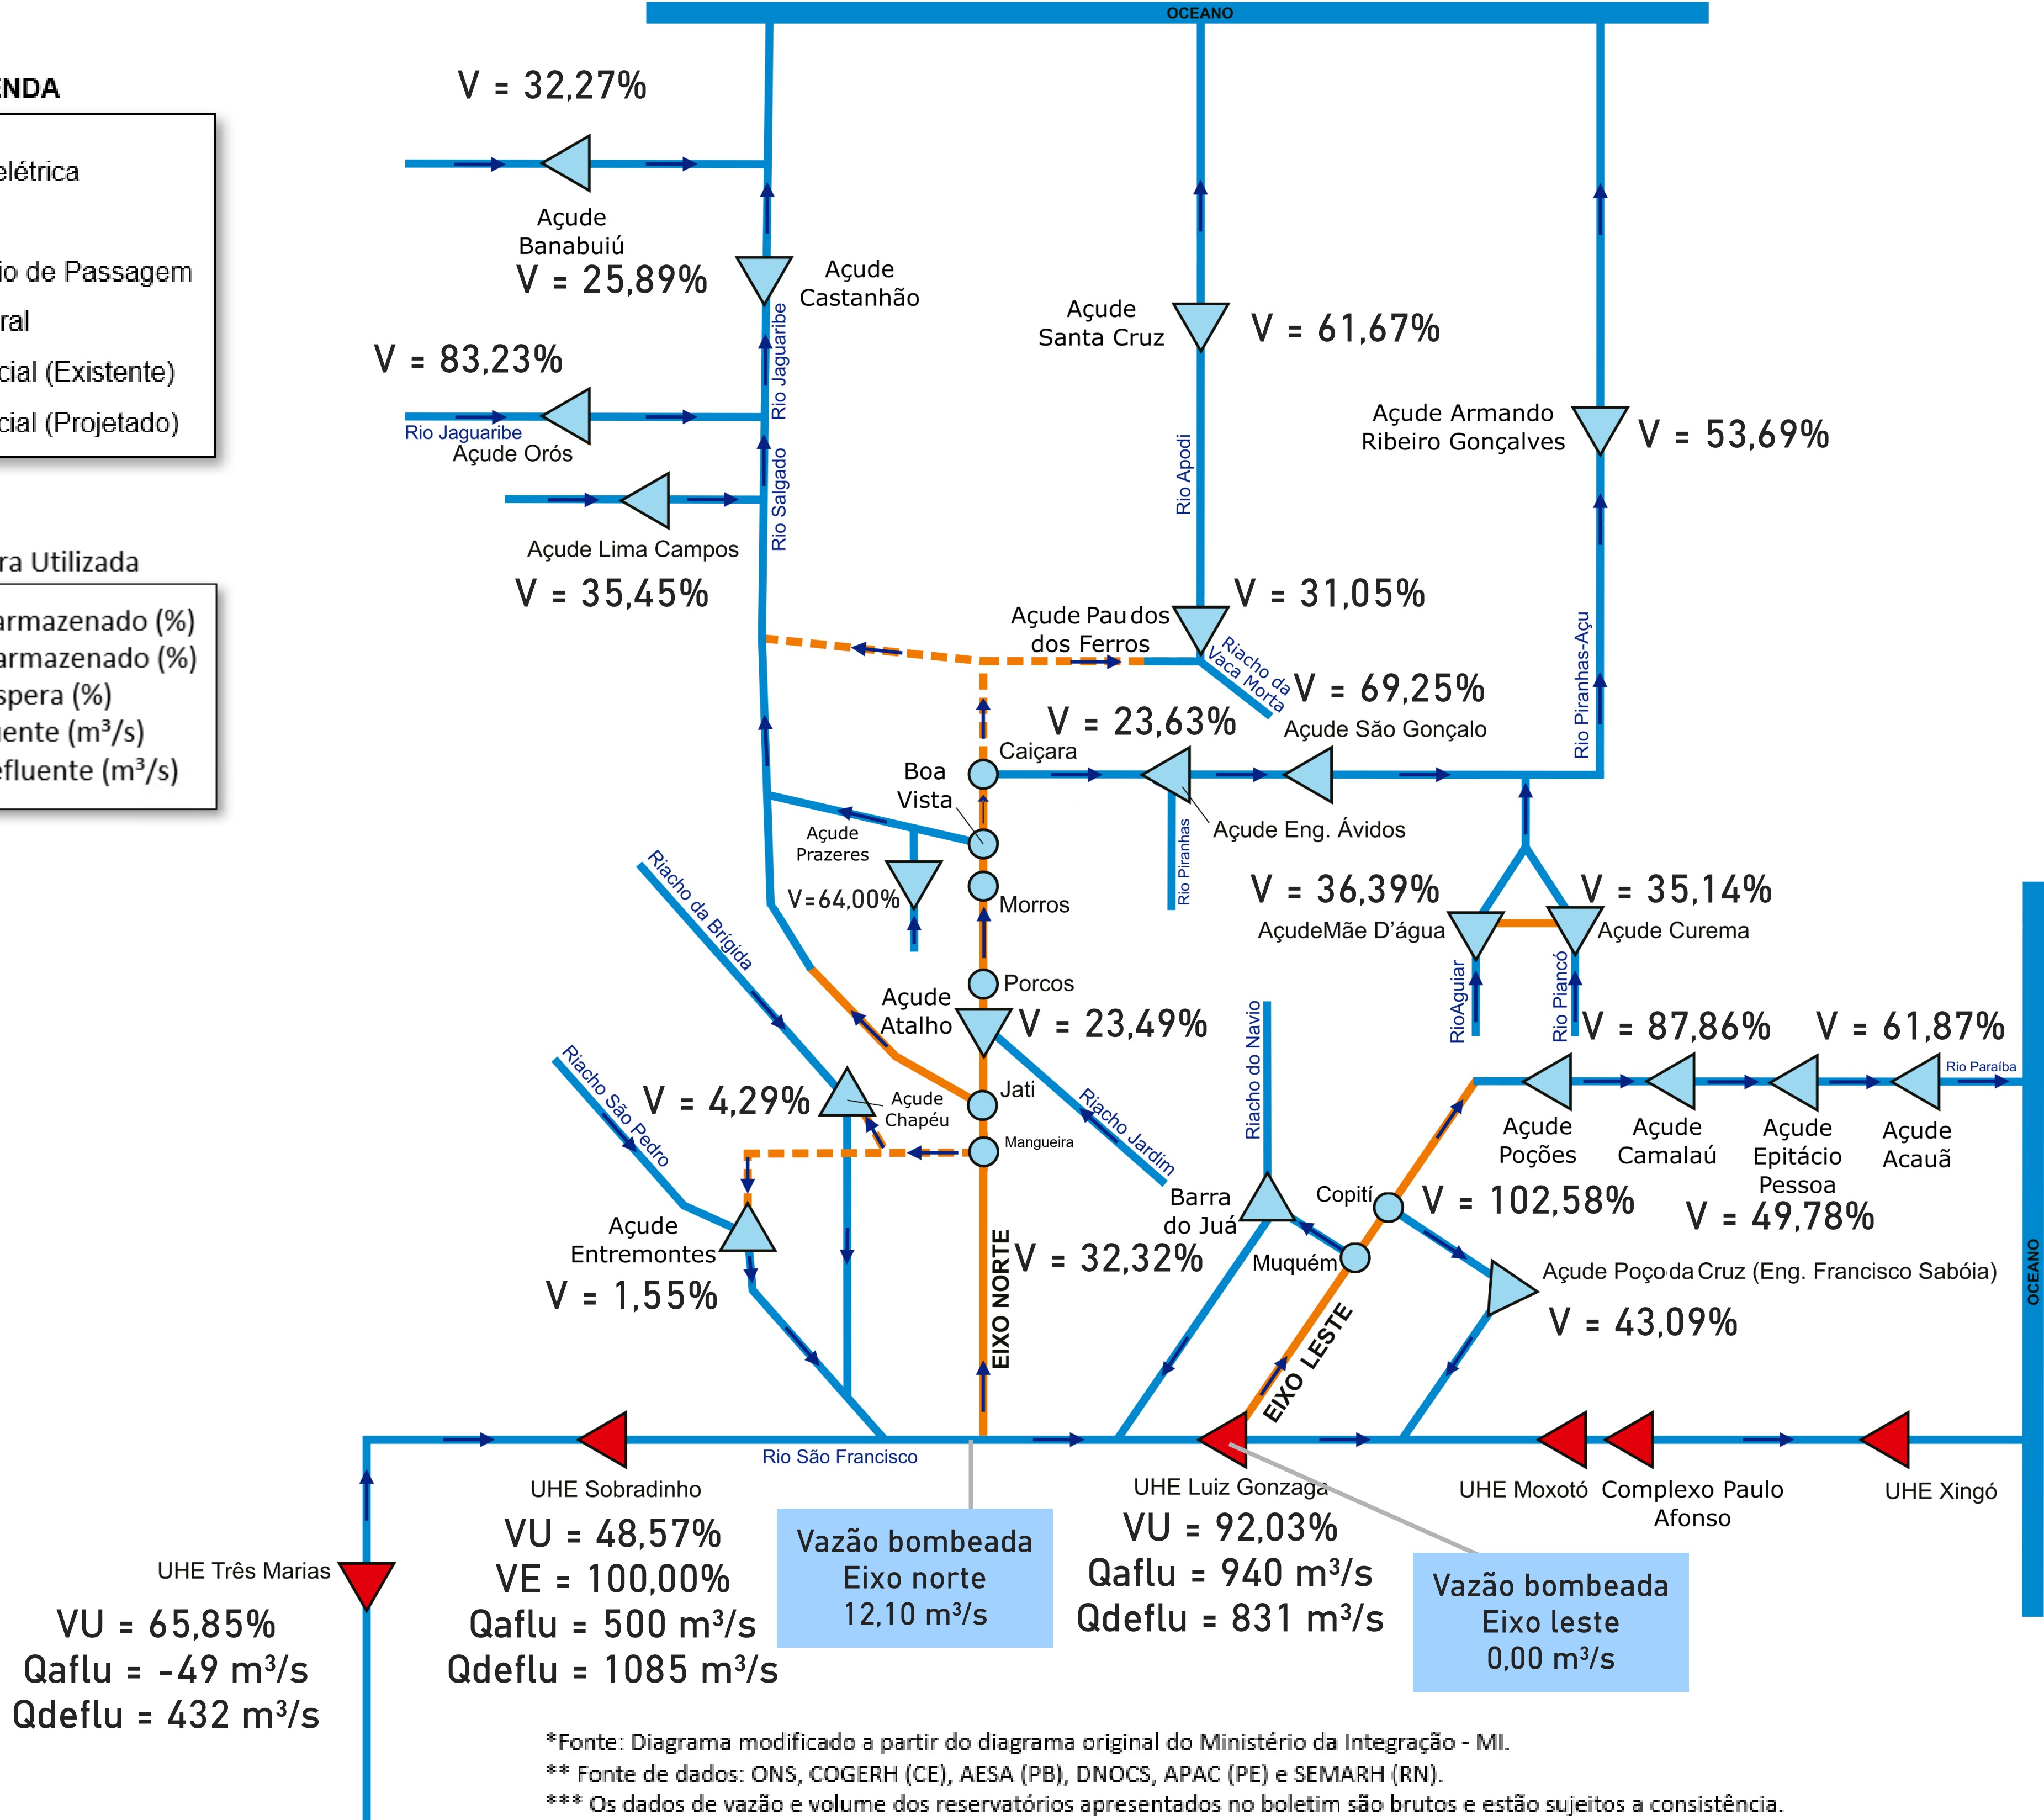 OCEANO
ENDA
elétrica
io de Passagem
ral
cial (Existente)
cial (Projetado)
ra Utilizada
armazenado (%)
armazenado (%)
spera (%)
uente (m³/s)
efluente (m³/s)
V = 32,27%
Açude
Banabuiú
V = 25,89%
Açude
Castanhão
Rio Jaguaribe
V = 83,23%
Rio Jaguaribe
Açude Orós
Rio Salgado
Açude Lima Campos
V = 35,45%
Açude
Santa Cruz
V = 61,67%
Rio Apodi
Açude Armando
Ribeiro Gonçalves
V = 53,69%
Açude Pau dos
dos Ferros
V = 31,05%
Riacho da
Vaca Morta
Rio Piranhas-Açu
V = 69,25%
Açude São Gonçalo
V = 23,63%
Caiçara
Boa
Vista
Açude Eng. Ávidos
Rio Piranhas
Açude
Prazeres
V=64,00%
Morros
Riacho da Brígida
V = 36,39%
AçudeMãe D'água
V = 35,14%
Açude Curema
RioAguiar
Rio Piancó
Porcos
Açude
Atalho
V = 23,49%
Riacho Jardim
Riacho do Navio
V = 87,86%
V = 61,87%
Rio Paraíba
Jati
Riacho São Pedro
V = 4,29%
Açude
Chapéu
Mangueira
Açude
Poções
Açude
Camalaú
Açude
Epitácio
Pessoa
Açude
Acauã
V = 102,58%
V = 49,78%
Barra
do Juá
Copití
Muquém
V = 32,32%
Açude
Entremontes
V = 1,55%
EIXO NORTE
EIXO LESTE
Açude Poço da Cruz (Eng. Francisco Sabóia)
V = 43,09%
OCEANO
Rio São Francisco
UHE Sobradinho
VU = 48,57%
VE = 100,00%
Qaflu = 500 m³/s
Qdeflu = 1085 m³/s
Vazão bombeada
Eixo norte
12,10 m³/s
UHE Luiz Gonzaga
VU = 92,03%
Qaflu = 940 m³/s
Qdeflu = 831 m³/s
Vazão bombeada
Eixo leste
0,00 m³/s
UHE Moxotó
Complexo Paulo
Afonso
UHE Xingó
UHE Três Marias
VU = 65,85%
Qaflu = -49 m³/s
Qdeflu = 432 m³/s
*Fonte: Diagrama modificado a partir do diagrama original do Ministério da Integração - MI.
** Fonte de dados: ONS, COGERH (CE), AESA (PB), DNOCS, APAC (PE) e SEMARH (RN).
*** Os dados de vazão e volume dos reservatórios apresentados no boletim são brutos e estão sujeitos a consistência.